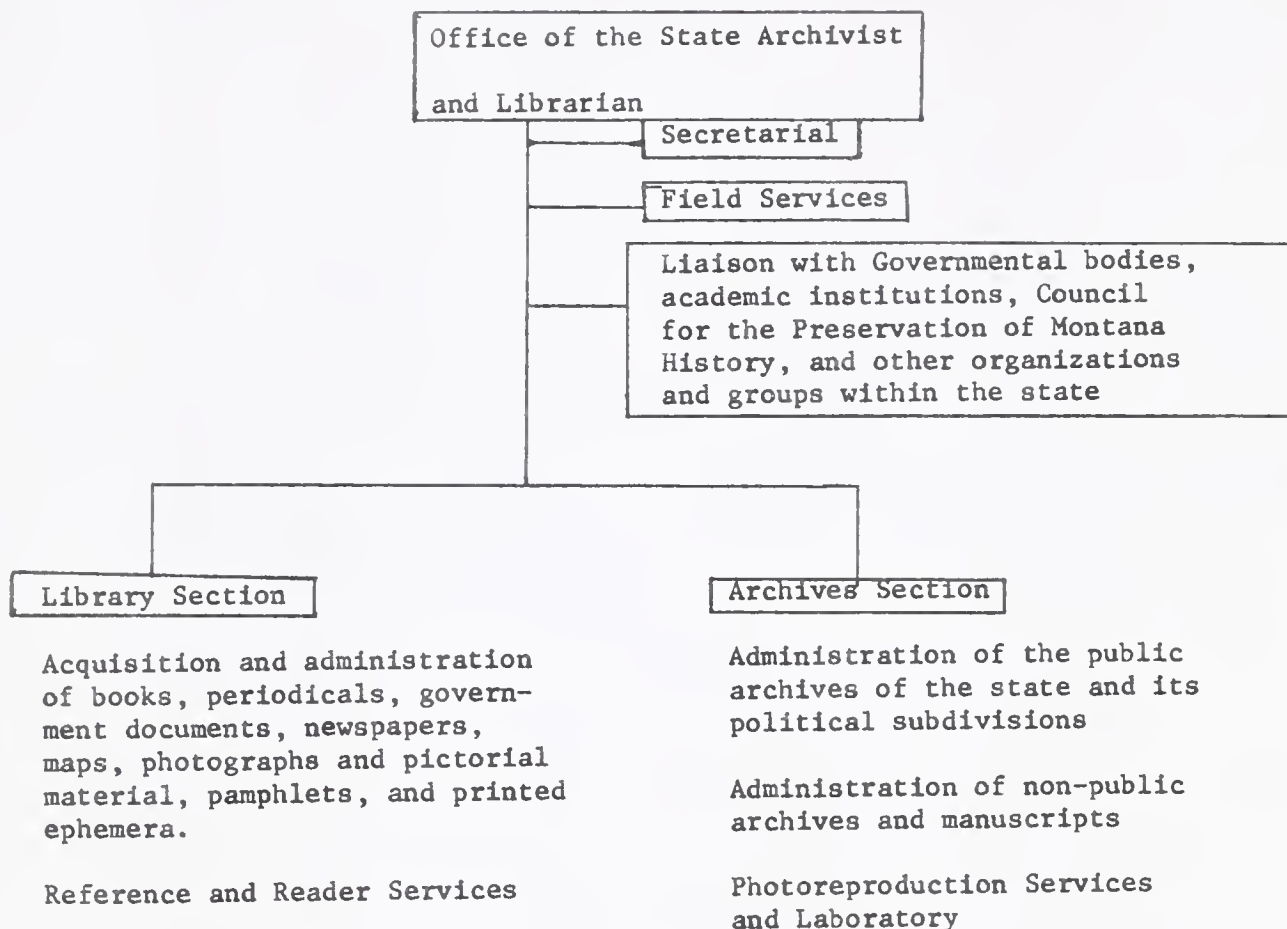 Office of the State Archivist
and Librarian
Secretarial
Field Services
Liaison with Governmental bodies,
academic institutions, Council
for the Preservation of Montana
History, and other organizations
and groups within the state
Library Section
Acquisition and administration
of books, periodicals, govern-
ment documents, newspapers,
maps, photographs and pictorial
material, pamphlets, and printed
ephemera.
Reference and Reader Services
Archives Section
Administration of the public
archives of the state and its
political subdivisions
Administration of non-public
archives and manuscripts
Photoreproduction Services
and Laboratory